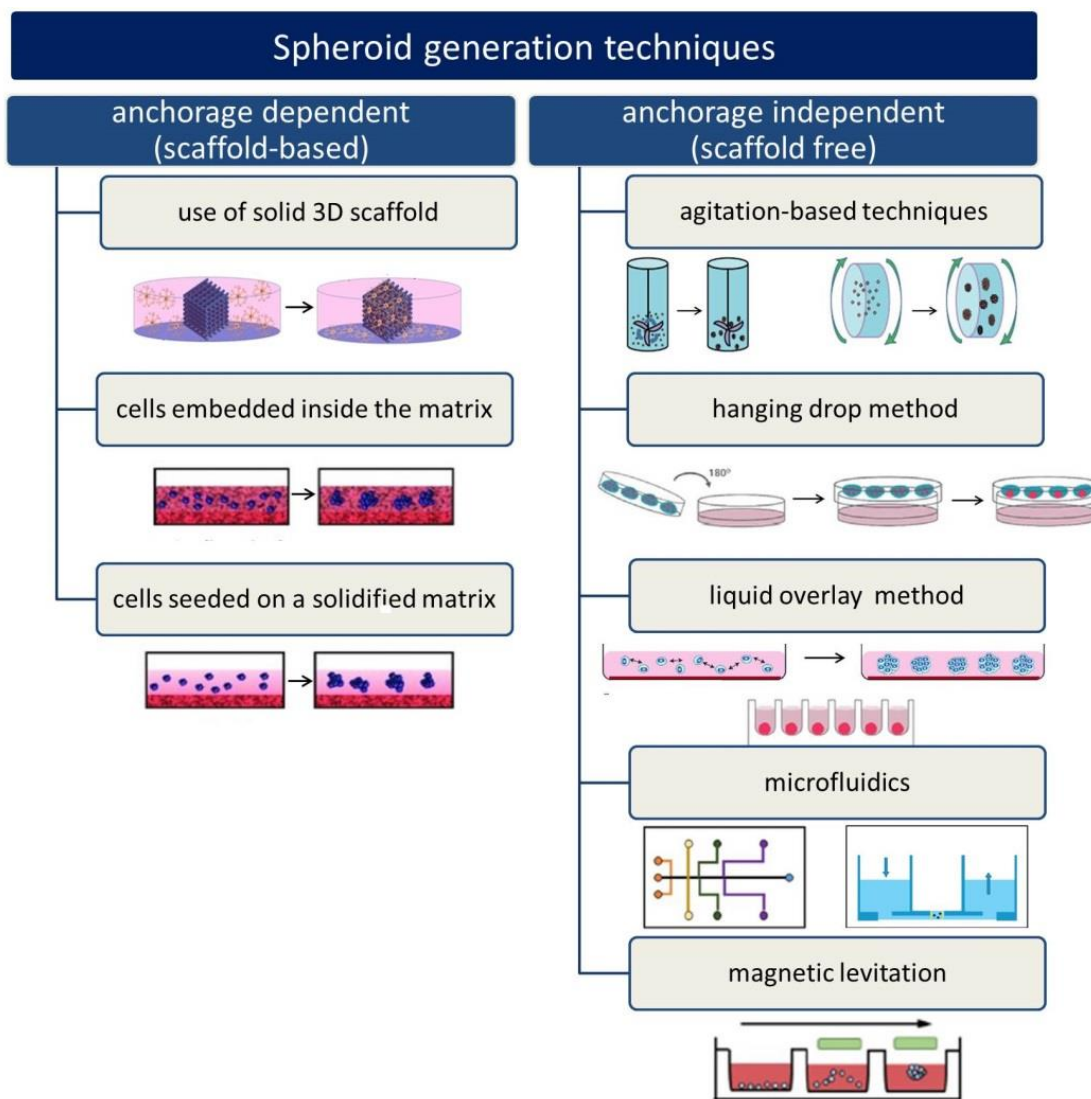 Spheroid generation techniques
anchorage dependent
(scaffold-based)
use of solid 3D scaffold
cells embedded inside the matrix
cells seeded on a solidified matrix
anchorage independent
(scaffold free)
agitation-based techniques
hanging drop method
180°
liquid overlay method
microfluidics
magnetic levitation